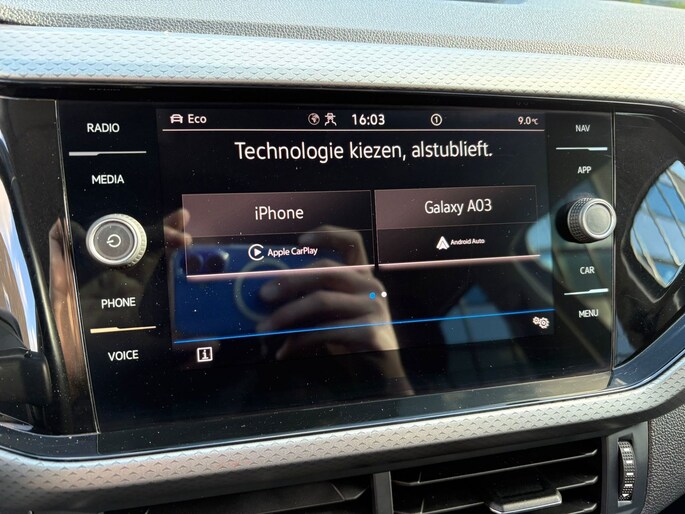 RADIO
MEDIA
PHONE
VOICE
Eco
16:03
1
9.0°C
Technologie kiezen, alstublieft.
iPhone
Apple CarPlay
Galaxy A03
Android Auto
i
NAV
APP
CAR
MENU